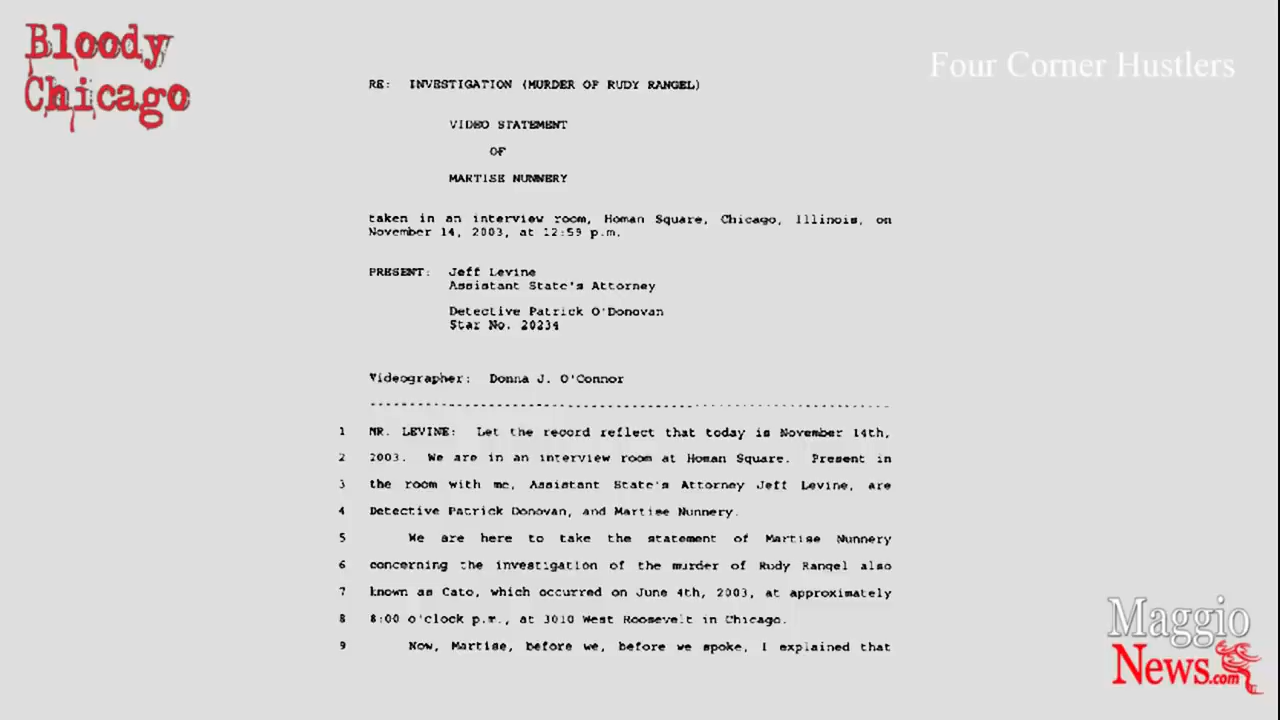 Bloody
Chicago
Four Corner Hustlers
RE: INVESTIGATION (MURDER OF RUDY RANGEL)
VIDEO STATEMENT
OF
MARTISE NUNNERY
taken in an interview room, Homan Square, Chicago, Illinois, on
November 14, 2003, at 12:59 p.m.
PRESENT: Jeff Levine
Assistant State's Attorney
Detective Patrick O'Donovan
Star No. 20234
Videographer: Donna J. O'Connor
1 MR. LEVINE: Let the record reflect that today is November 14th,
2 2003. We are in an interview room at Homan Square. Present in
3 the room with me, Assistant State's Attorney Jeff Levine, are
4 Detective Patrick Donovan, and Martise Nunnery.
5 We are here to take the statement of Martise Nunnery
6 concerning the investigation of the murder of Rudy Rangel also
7 known as Cato, which occurred on June 4th, 2003, at approximately
8 8:00 o'clock p.m., at 3010 West Roosevelt in Chicago.
9 Now, Martise, before we, before we spoke, I explained that
Maggio
News.com